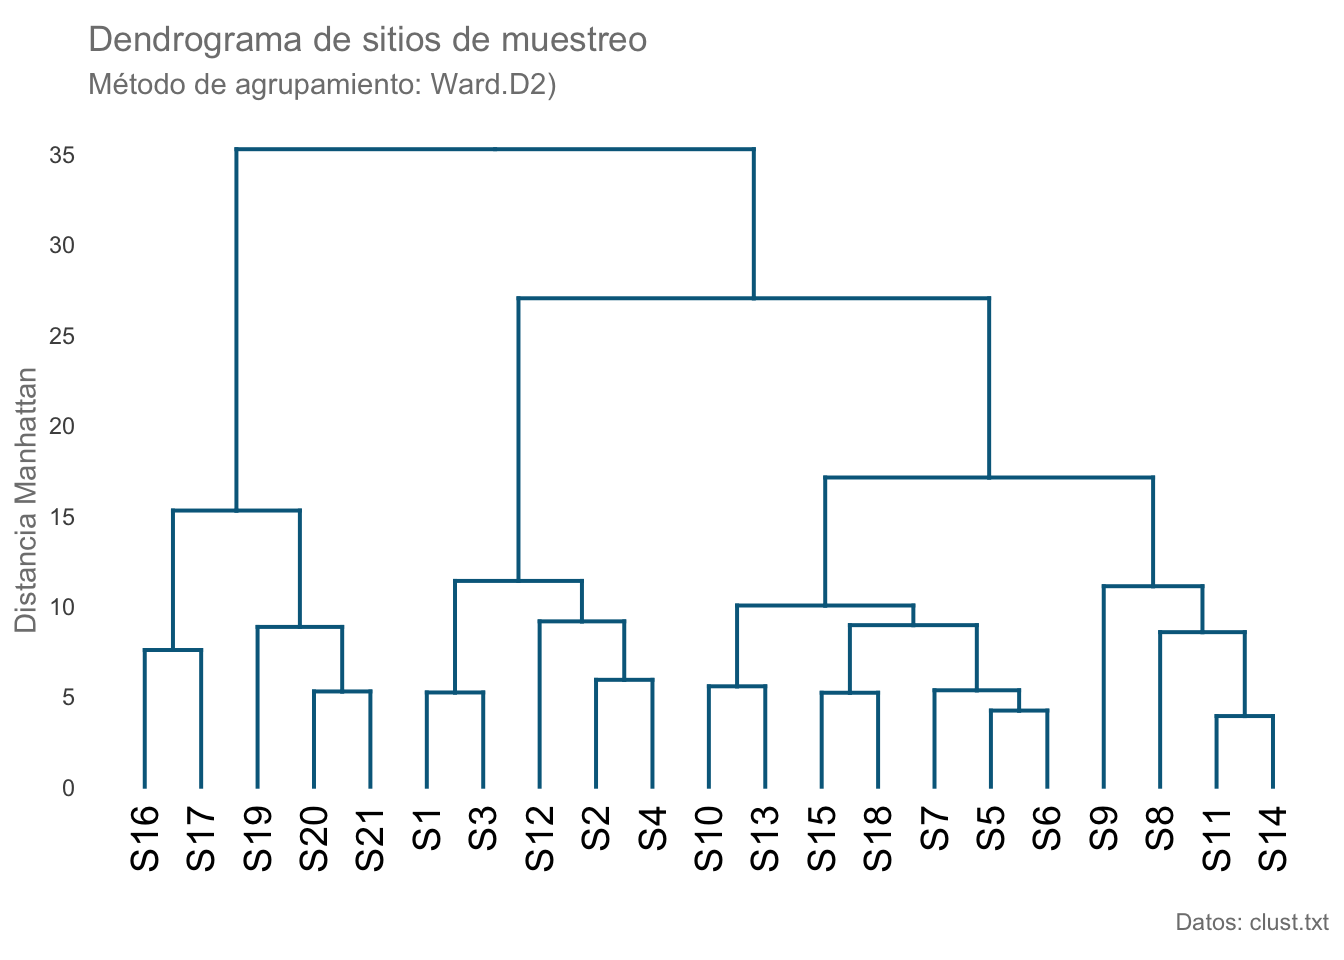 Dendrograma de sitios de muestreo
Método de agrupamiento: Ward.D2)
35
30
25
20
15
10
5
0
Distancia Manhattan
S16
S17
S19
S20
S21
S1
S3
S12
S2
S4
S10
S13
S15
S18
S7
S5
S6
S9
S8
S11
S14
Datos: clust.txt